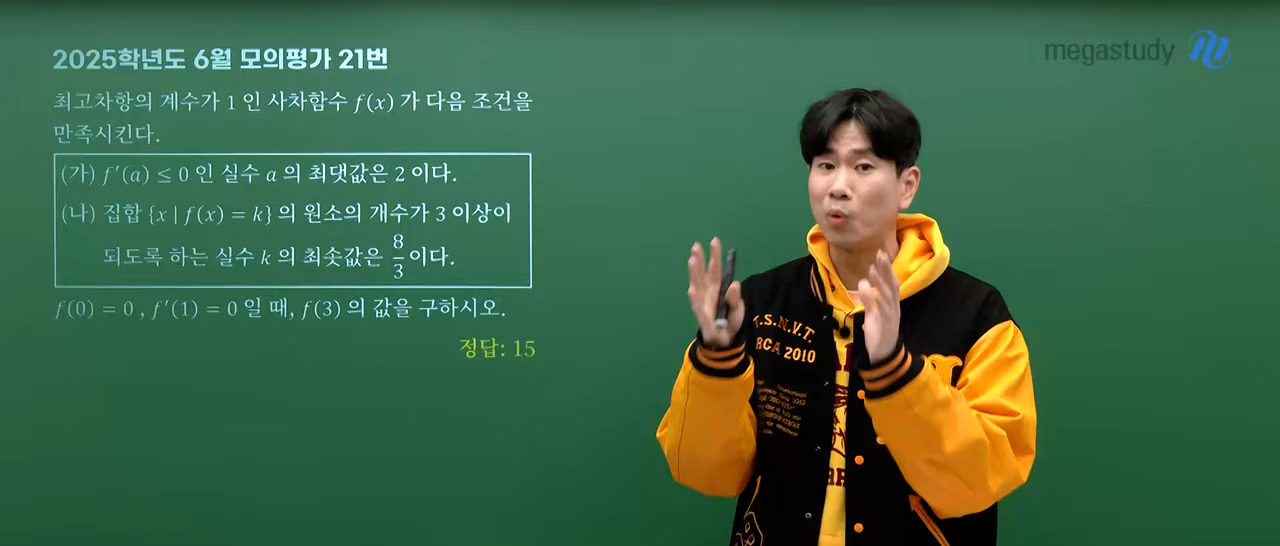 2025학년도 6월 모의평가 21번
최고차항의 계수가 1 인 사차함수 f(x) 가 다음 조건을
만족시킨다.
(가) f′(a) ≤ 0 인 실수 a 의 최댓값은 2 이다.
(나) 집합 {x | f(x) = k} 의 원소의 개수가 3 이상이
되도록 하는 실수 k 의 최솟값은 8/3 이다.
f(0) = 0 , f′(1) = 0 일 때, f(3) 의 값을 구하시오.
정답: 15
megastudy
T.S.N.V.T.
RCA 2010